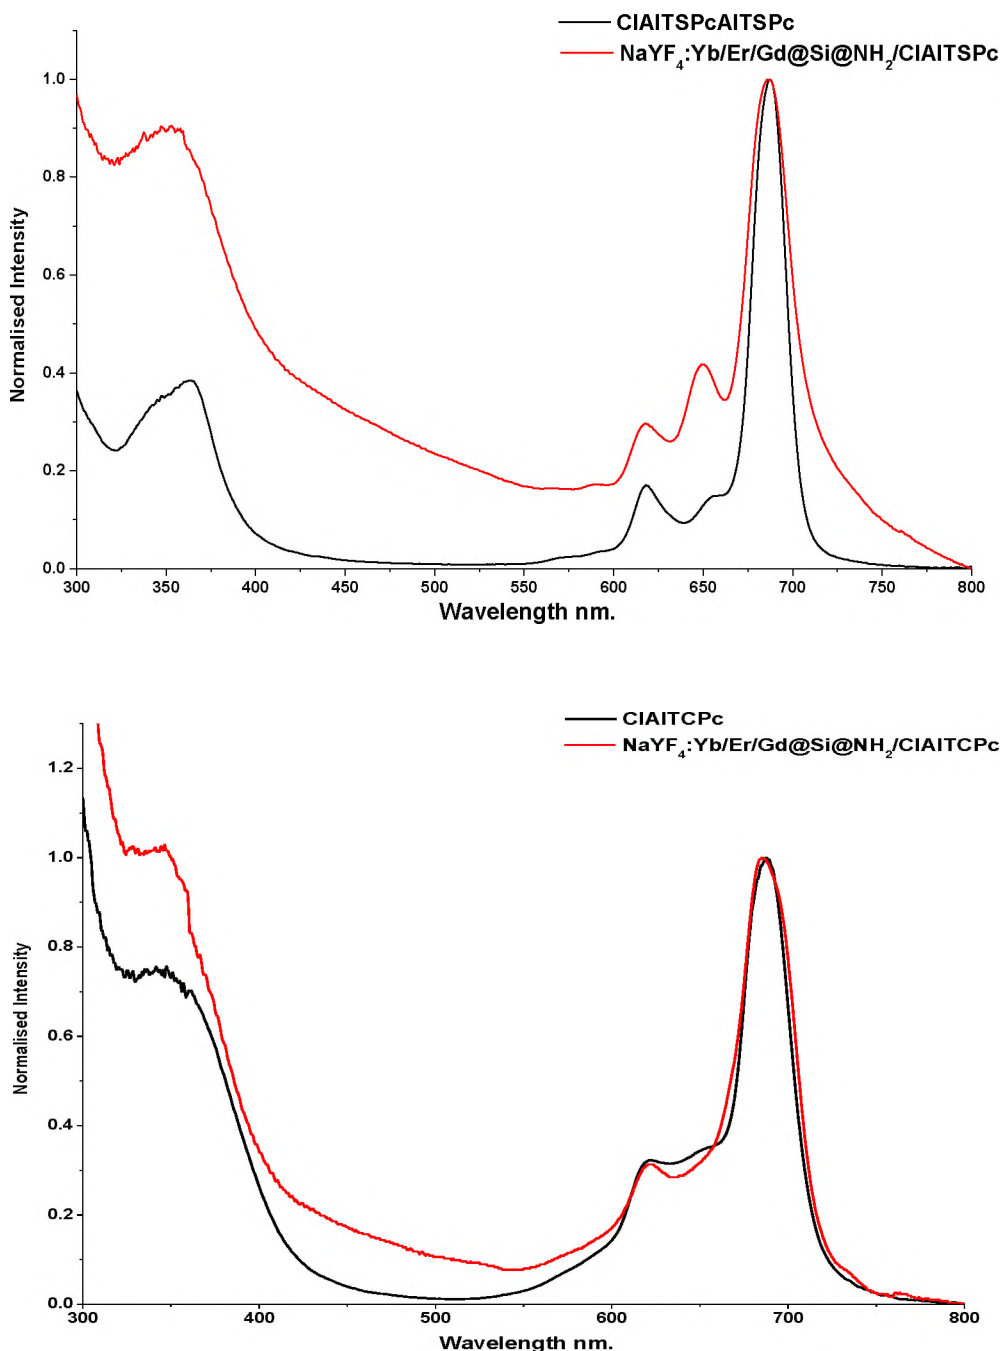 ClAlTSPcAlTSPc
NaYF₄:Yb/Er/Gd@Si@NH₂/ClAlTSPc
Normalised Intensity
1.0
0.8
0.6
0.4
0.2
0.0
300 350 400 450 500 550 600 650 700 750 800
Wavelength nm.
ClAlTCPc
NaYF₄:Yb/Er/Gd@Si@NH₂/ClAlTCPc
Normalised Intensity
1.2
1.0
0.8
0.6
0.4
0.2
0.0
300 400 500 600 700 800
Wavelength nm.